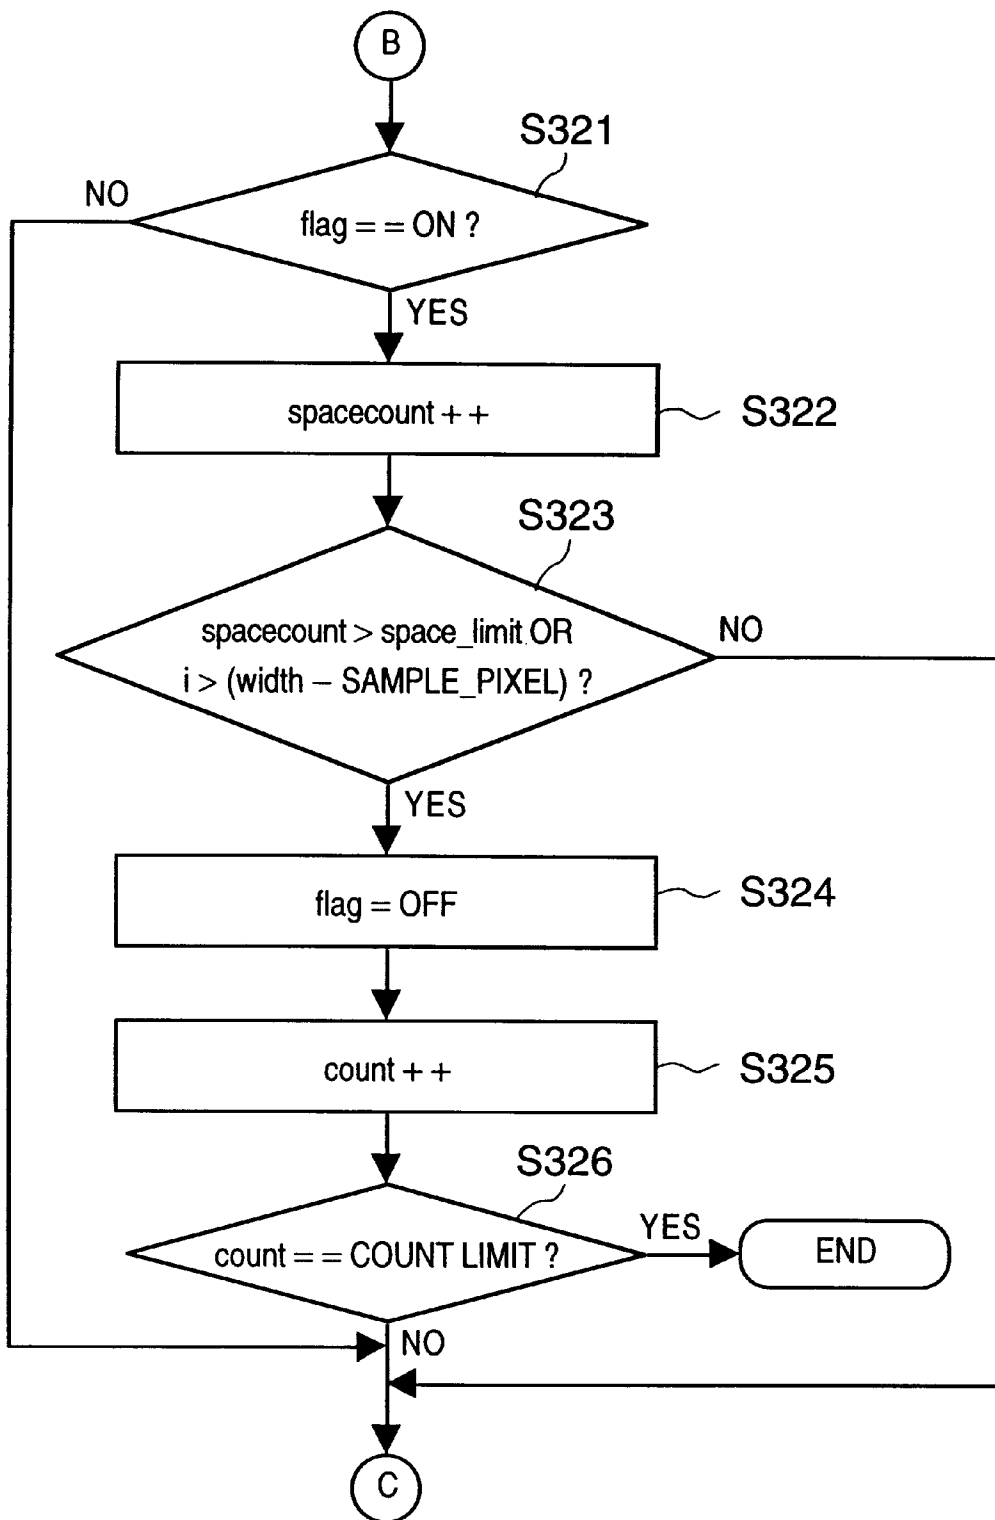 B
S321
NO
flag = = ON ?
YES
spacecount + +
S322
S323
spacecount > space_limit OR
i > (width – SAMPLE_PIXEL) ?
NO
YES
flag = OFF
S324
count + +
S325
S326
count = = COUNT LIMIT ?
YES
END
NO
C